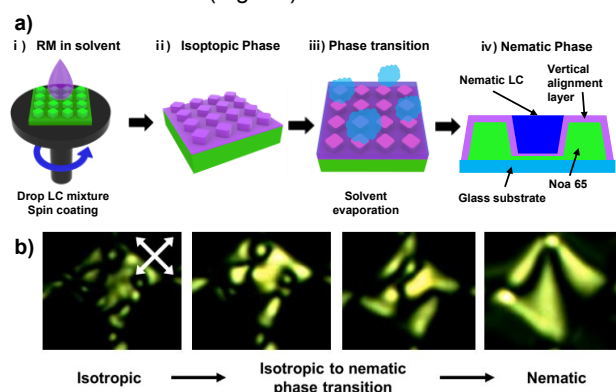 a)
i ) RM in solvent
ii ) Isoptopic Phase
iii ) Phase transition
iv ) Nematic Phase
Nematic LC
Vertical
alignment
layer
Drop LC mixture
Spin coating
Solvent
evaporation
Glass substrate
Noa 65
b)
Isotropic
Isotropic to nematic
phase transition
Nematic